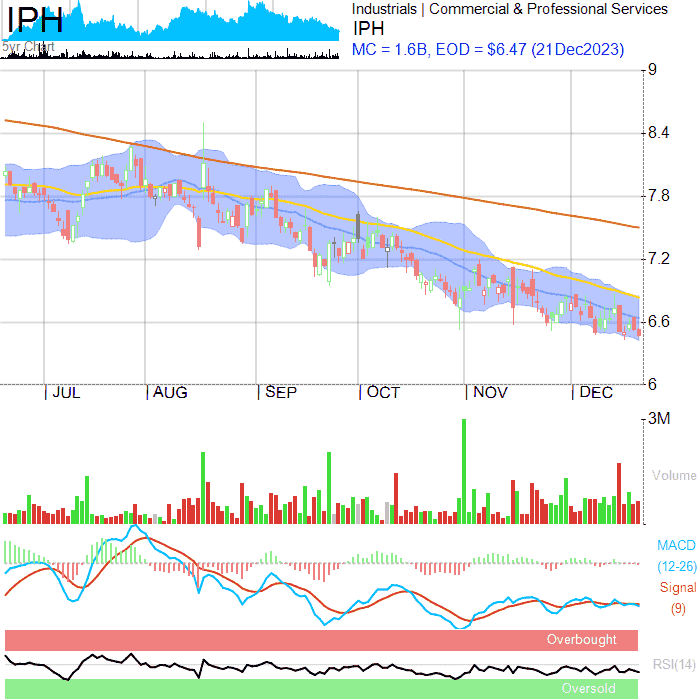 IPH
5yr Chart
Industrials | Commercial & Professional Services
IPH
MC = 1.6B, EOD = $6.47 (21Dec2023)
9
8.4
7.8
7.2
6.6
6
JUL
AUG
SEP
OCT
NOV
DEC
3M
Volume
MACD
(12-26)
Signal
(9)
Overbought
RSI(14)
Oversold